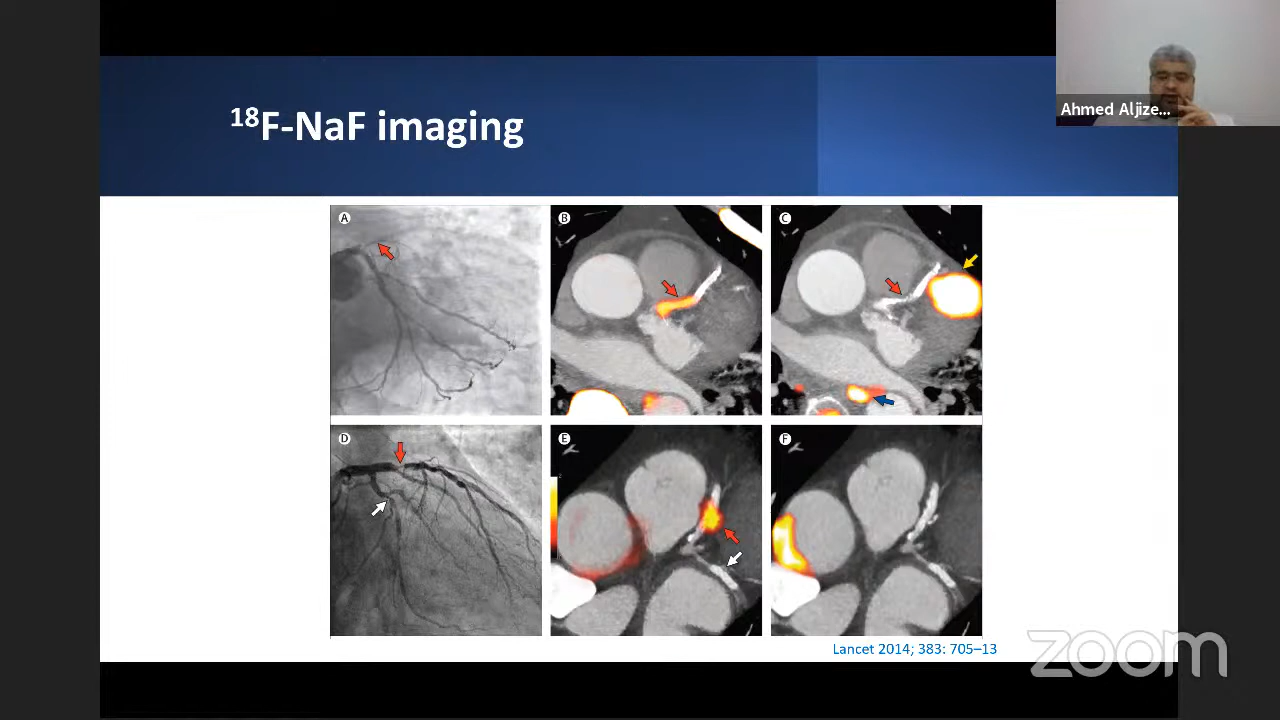 ¹⁸F-NaF imaging
Ahmed Aljize...
A
B
C
D
E
F
Lancet 2014; 383: 705–13
zoom